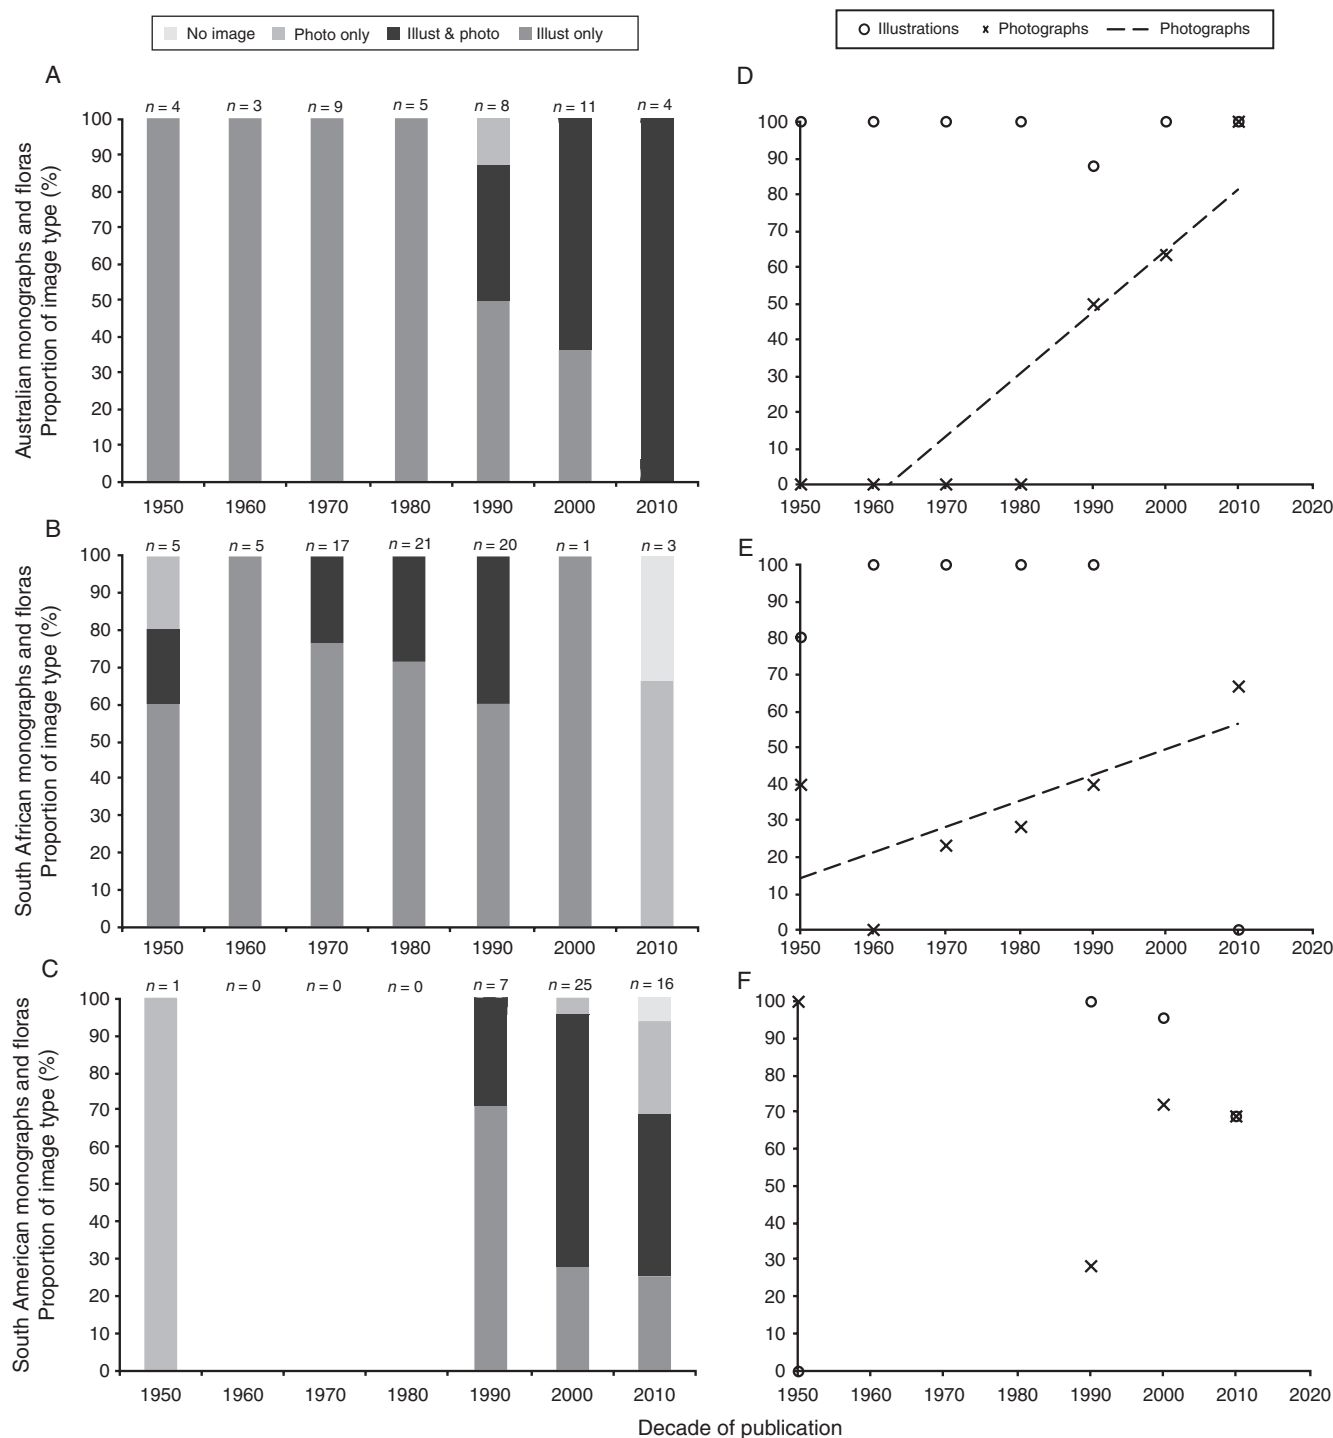 No image Photo only Illust & photo Illust only
Illustrations Photographs Photographs
A
n = 4 n = 3 n = 9 n = 5 n = 8 n = 11 n = 4
Australian monographs and floras
Proportion of image type (%)
100
90
80
70
60
50
40
30
20
10
0
1950 1960 1970 1980 1990 2000 2010
D
100
90
80
70
60
50
40
30
20
10
0
1950 1960 1970 1980 1990 2000 2010 2020
B
n = 5 n = 5 n = 17 n = 21 n = 20 n = 1 n = 3
South African monographs and floras
Proportion of image type (%)
100
90
80
70
60
50
40
30
20
10
0
1950 1960 1970 1980 1990 2000 2010
E
100
90
80
70
60
50
40
30
20
10
0
1950 1960 1970 1980 1990 2000 2010 2020
C
n = 1 n = 0 n = 0 n = 0 n = 7 n = 25 n = 16
South American monographs and floras
Proportion of image type (%)
100
90
80
70
60
50
40
30
20
10
0
1950 1960 1970 1980 1990 2000 2010
F
100
90
80
70
60
50
40
30
20
10
0
1950 1960 1970 1980 1990 2000 2010 2020
Decade of publication